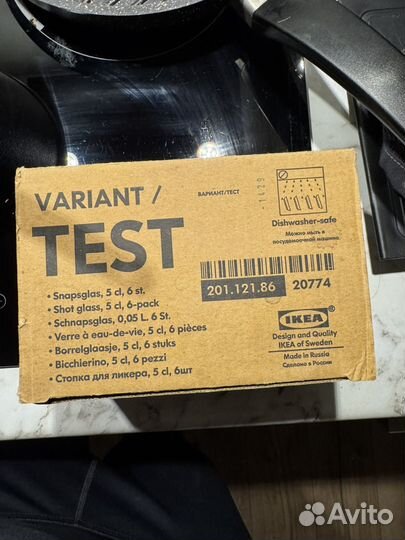 VARIANT /
TEST
ВАРИАНТ/ТЕСТ
-1429
Dishwasher-safe
Можно мыть в
посудомоечной машине
201.121.86 20774
• Snapsglas, 5 cl, 6 st.
• Shot glass, 5 cl, 6-pack
• Schnapsglas, 0,05 L. 6 St.
• Verre à eau-de-vie, 5 cl, 6 pièces
• Borrelglaasje, 5 cl, 6 stuks
• Bicchierino, 5 cl, 6 pezzi
• Стопка для ликера, 5 cl, 6шт
IKEA
Design and Quality
IKEA of Sweden
Made in Russia
Сделано в России
Avito